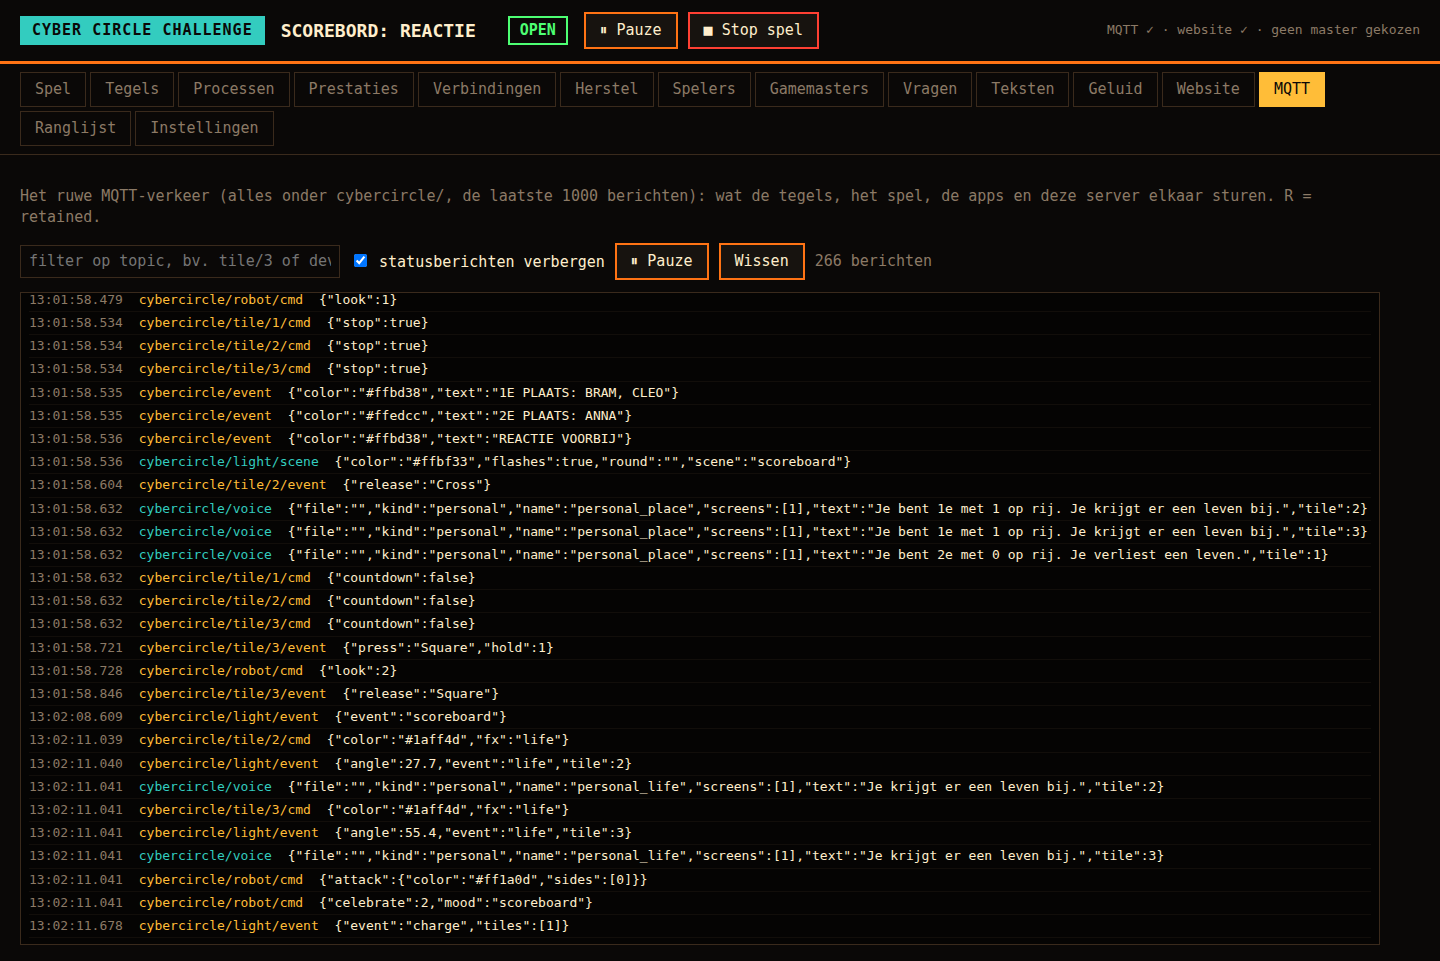 CYBER CIRCLE CHALLENGE SCOREBORD: REACTIE OPEN ⏸ Pauze ■ Stop spel MQTT ✓ · website ✓ · geen master gekozen
Spel Tegels Processen Prestaties Verbindingen Herstel Spelers Gamemasters Vragen Teksten Geluid Website MQTT
Ranglijst Instellingen
Het ruwe MQTT-verkeer (alles onder cybercircle/, de laatste 1000 berichten): wat de tegels, het spel, de apps en deze server elkaar sturen. R =
retained.
filter op topic, bv. tile/3 of dev statusberichten verbergen ⏸ Pauze Wissen 266 berichten
13:01:58.479 cybercircle/robot/cmd {"look":1}
13:01:58.534 cybercircle/tile/1/cmd {"stop":true}
13:01:58.534 cybercircle/tile/2/cmd {"stop":true}
13:01:58.534 cybercircle/tile/3/cmd {"stop":true}
13:01:58.535 cybercircle/event {"color":"#ffbd38","text":"1E PLAATS: BRAM, CLEO"}
13:01:58.535 cybercircle/event {"color":"#ffedcc","text":"2E PLAATS: ANNA"}
13:01:58.536 cybercircle/event {"color":"#ffbd38","text":"REACTIE VOORBIJ"}
13:01:58.536 cybercircle/light/scene {"color":"#ffbf33","flashes":true,"round":"","scene":"scoreboard"}
13:01:58.604 cybercircle/tile/2/event {"release":"Cross"}
13:01:58.632 cybercircle/voice {"file":"","kind":"personal","name":"personal_place","screens":[1],"text":"Je bent 1e met 1 op rij. Je krijgt er een leven bij.","tile":2}
13:01:58.632 cybercircle/voice {"file":"","kind":"personal","name":"personal_place","screens":[1],"text":"Je bent 1e met 1 op rij. Je krijgt er een leven bij.","tile":3}
13:01:58.632 cybercircle/voice {"file":"","kind":"personal","name":"personal_place","screens":[1],"text":"Je bent 2e met 0 op rij. Je verliest een leven.","tile":1}
13:01:58.632 cybercircle/tile/1/cmd {"countdown":false}
13:01:58.632 cybercircle/tile/2/cmd {"countdown":false}
13:01:58.632 cybercircle/tile/3/cmd {"countdown":false}
13:01:58.721 cybercircle/tile/3/event {"press":"Square","hold":1}
13:01:58.728 cybercircle/robot/cmd {"look":2}
13:01:58.846 cybercircle/tile/3/event {"release":"Square"}
13:02:08.609 cybercircle/light/event {"event":"scoreboard"}
13:02:11.039 cybercircle/tile/2/cmd {"color":"#1aff4d","fx":"life"}
13:02:11.040 cybercircle/light/event {"angle":27.7,"event":"life","tile":2}
13:02:11.041 cybercircle/voice {"file":"","kind":"personal","name":"personal_life","screens":[1],"text":"Je krijgt er een leven bij.","tile":2}
13:02:11.041 cybercircle/tile/3/cmd {"color":"#1aff4d","fx":"life"}
13:02:11.041 cybercircle/light/event {"angle":55.4,"event":"life","tile":3}
13:02:11.041 cybercircle/voice {"file":"","kind":"personal","name":"personal_life","screens":[1],"text":"Je krijgt er een leven bij.","tile":3}
13:02:11.041 cybercircle/robot/cmd {"attack":{"color":"#ff1a0d","sides":[0]}}
13:02:11.041 cybercircle/robot/cmd {"celebrate":2,"mood":"scoreboard"}
13:02:11.678 cybercircle/light/event {"event":"charge","tiles":[1]}